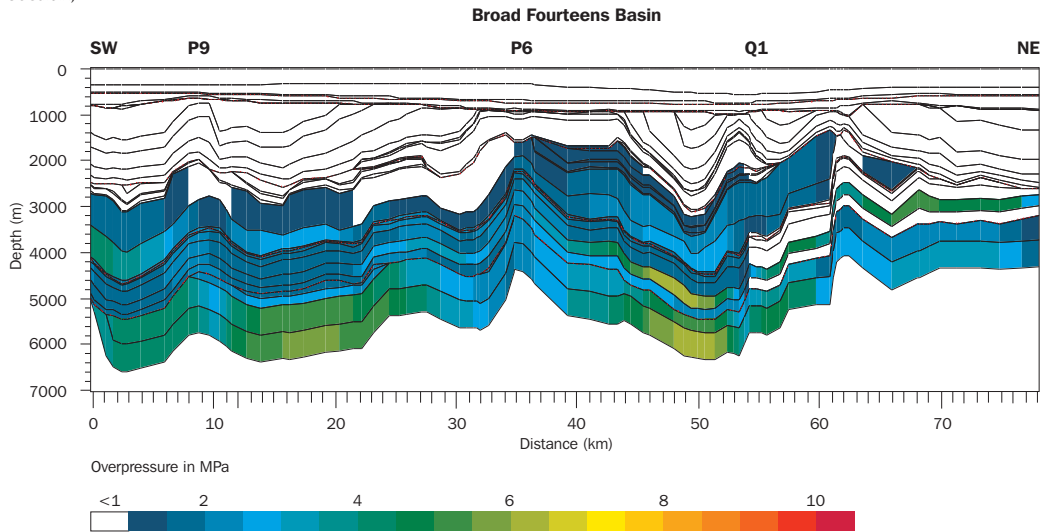 Broad Fourteens Basin
SW P9 P6 Q1 NE
0
1000
2000
3000
4000
5000
6000
7000
Depth (m)
0 10 20 30 40 50 60 70
Distance (km)
Overpressure in MPa
<1 2 4 6 8 10